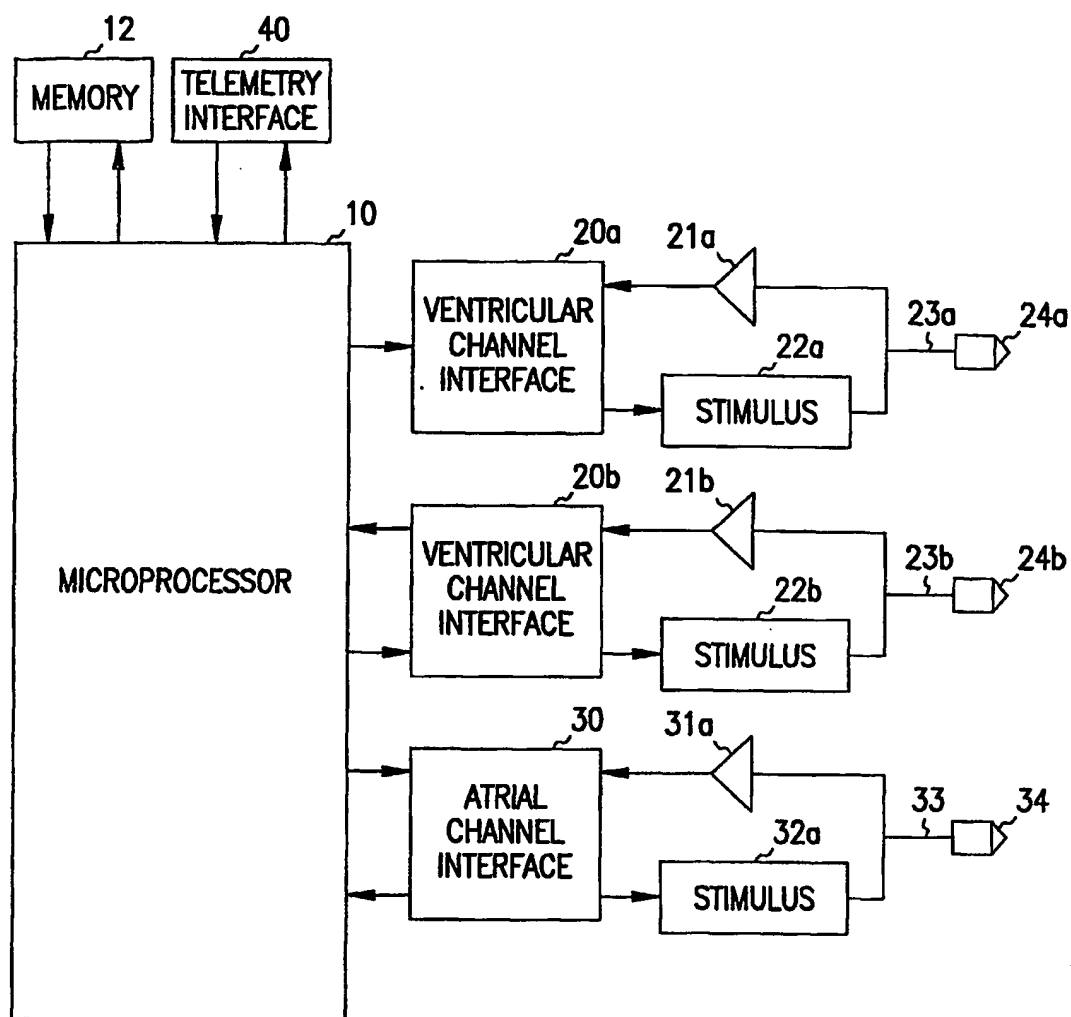 12
40
MEMORY
TELEMETRY
INTERFACE
10
20a
21a
VENTRICULAR
CHANNEL
INTERFACE
23a
24a
22a
STIMULUS
20b
21b
MICROPROCESSOR
VENTRICULAR
CHANNEL
INTERFACE
23b
24b
22b
STIMULUS
30
31a
ATRIAL
CHANNEL
INTERFACE
33
34
32a
STIMULUS